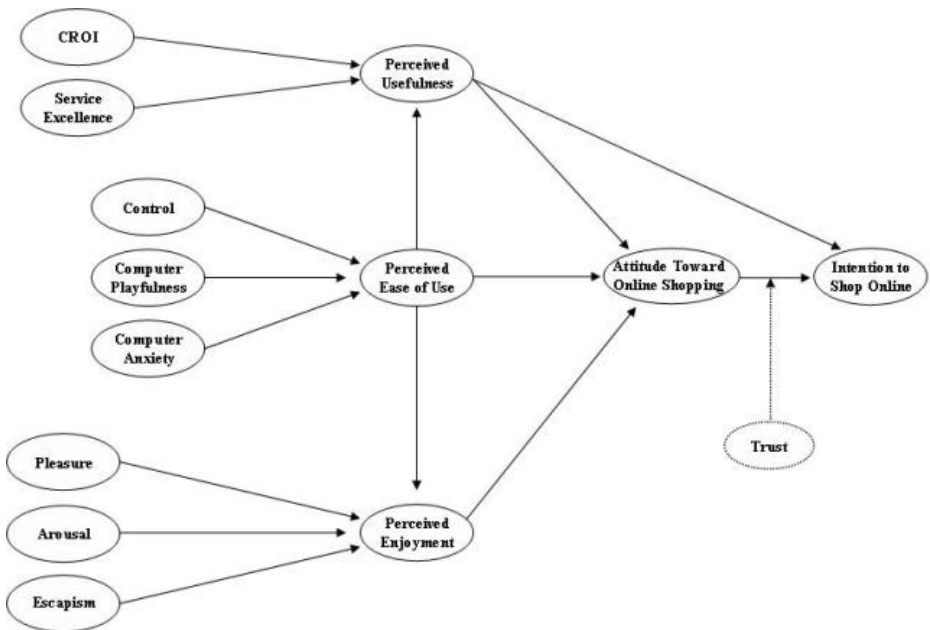 CROI
Perceived
Usefulness
Service
Excellence
Control
Computer
Playfulness
Perceived
Ease of Use
Attitude Toward
Online Shopping
Intention to
Shop Online
Computer
Anxiety
Trust
Pleasure
Arousal
Perceived
Enjoyment
Escapism